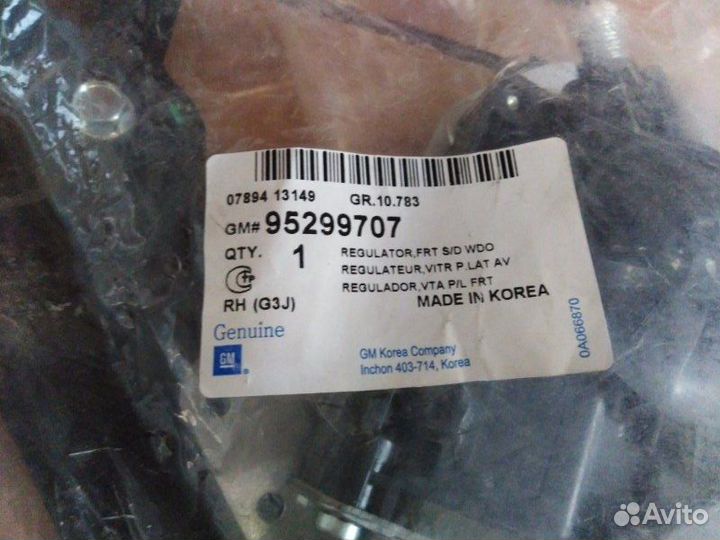 07894 13149 GR.10.783
GM# 95299707
QTY. 1
REGULATOR,FRT S/D WDO
REGULATEUR,VITR P.LAT AV
REGULADOR,VTA P/L FRT
RH (G3J) MADE IN KOREA
Genuine
GM
GM Korea Company
Inchon 403-714, Korea
0A066870
Avito